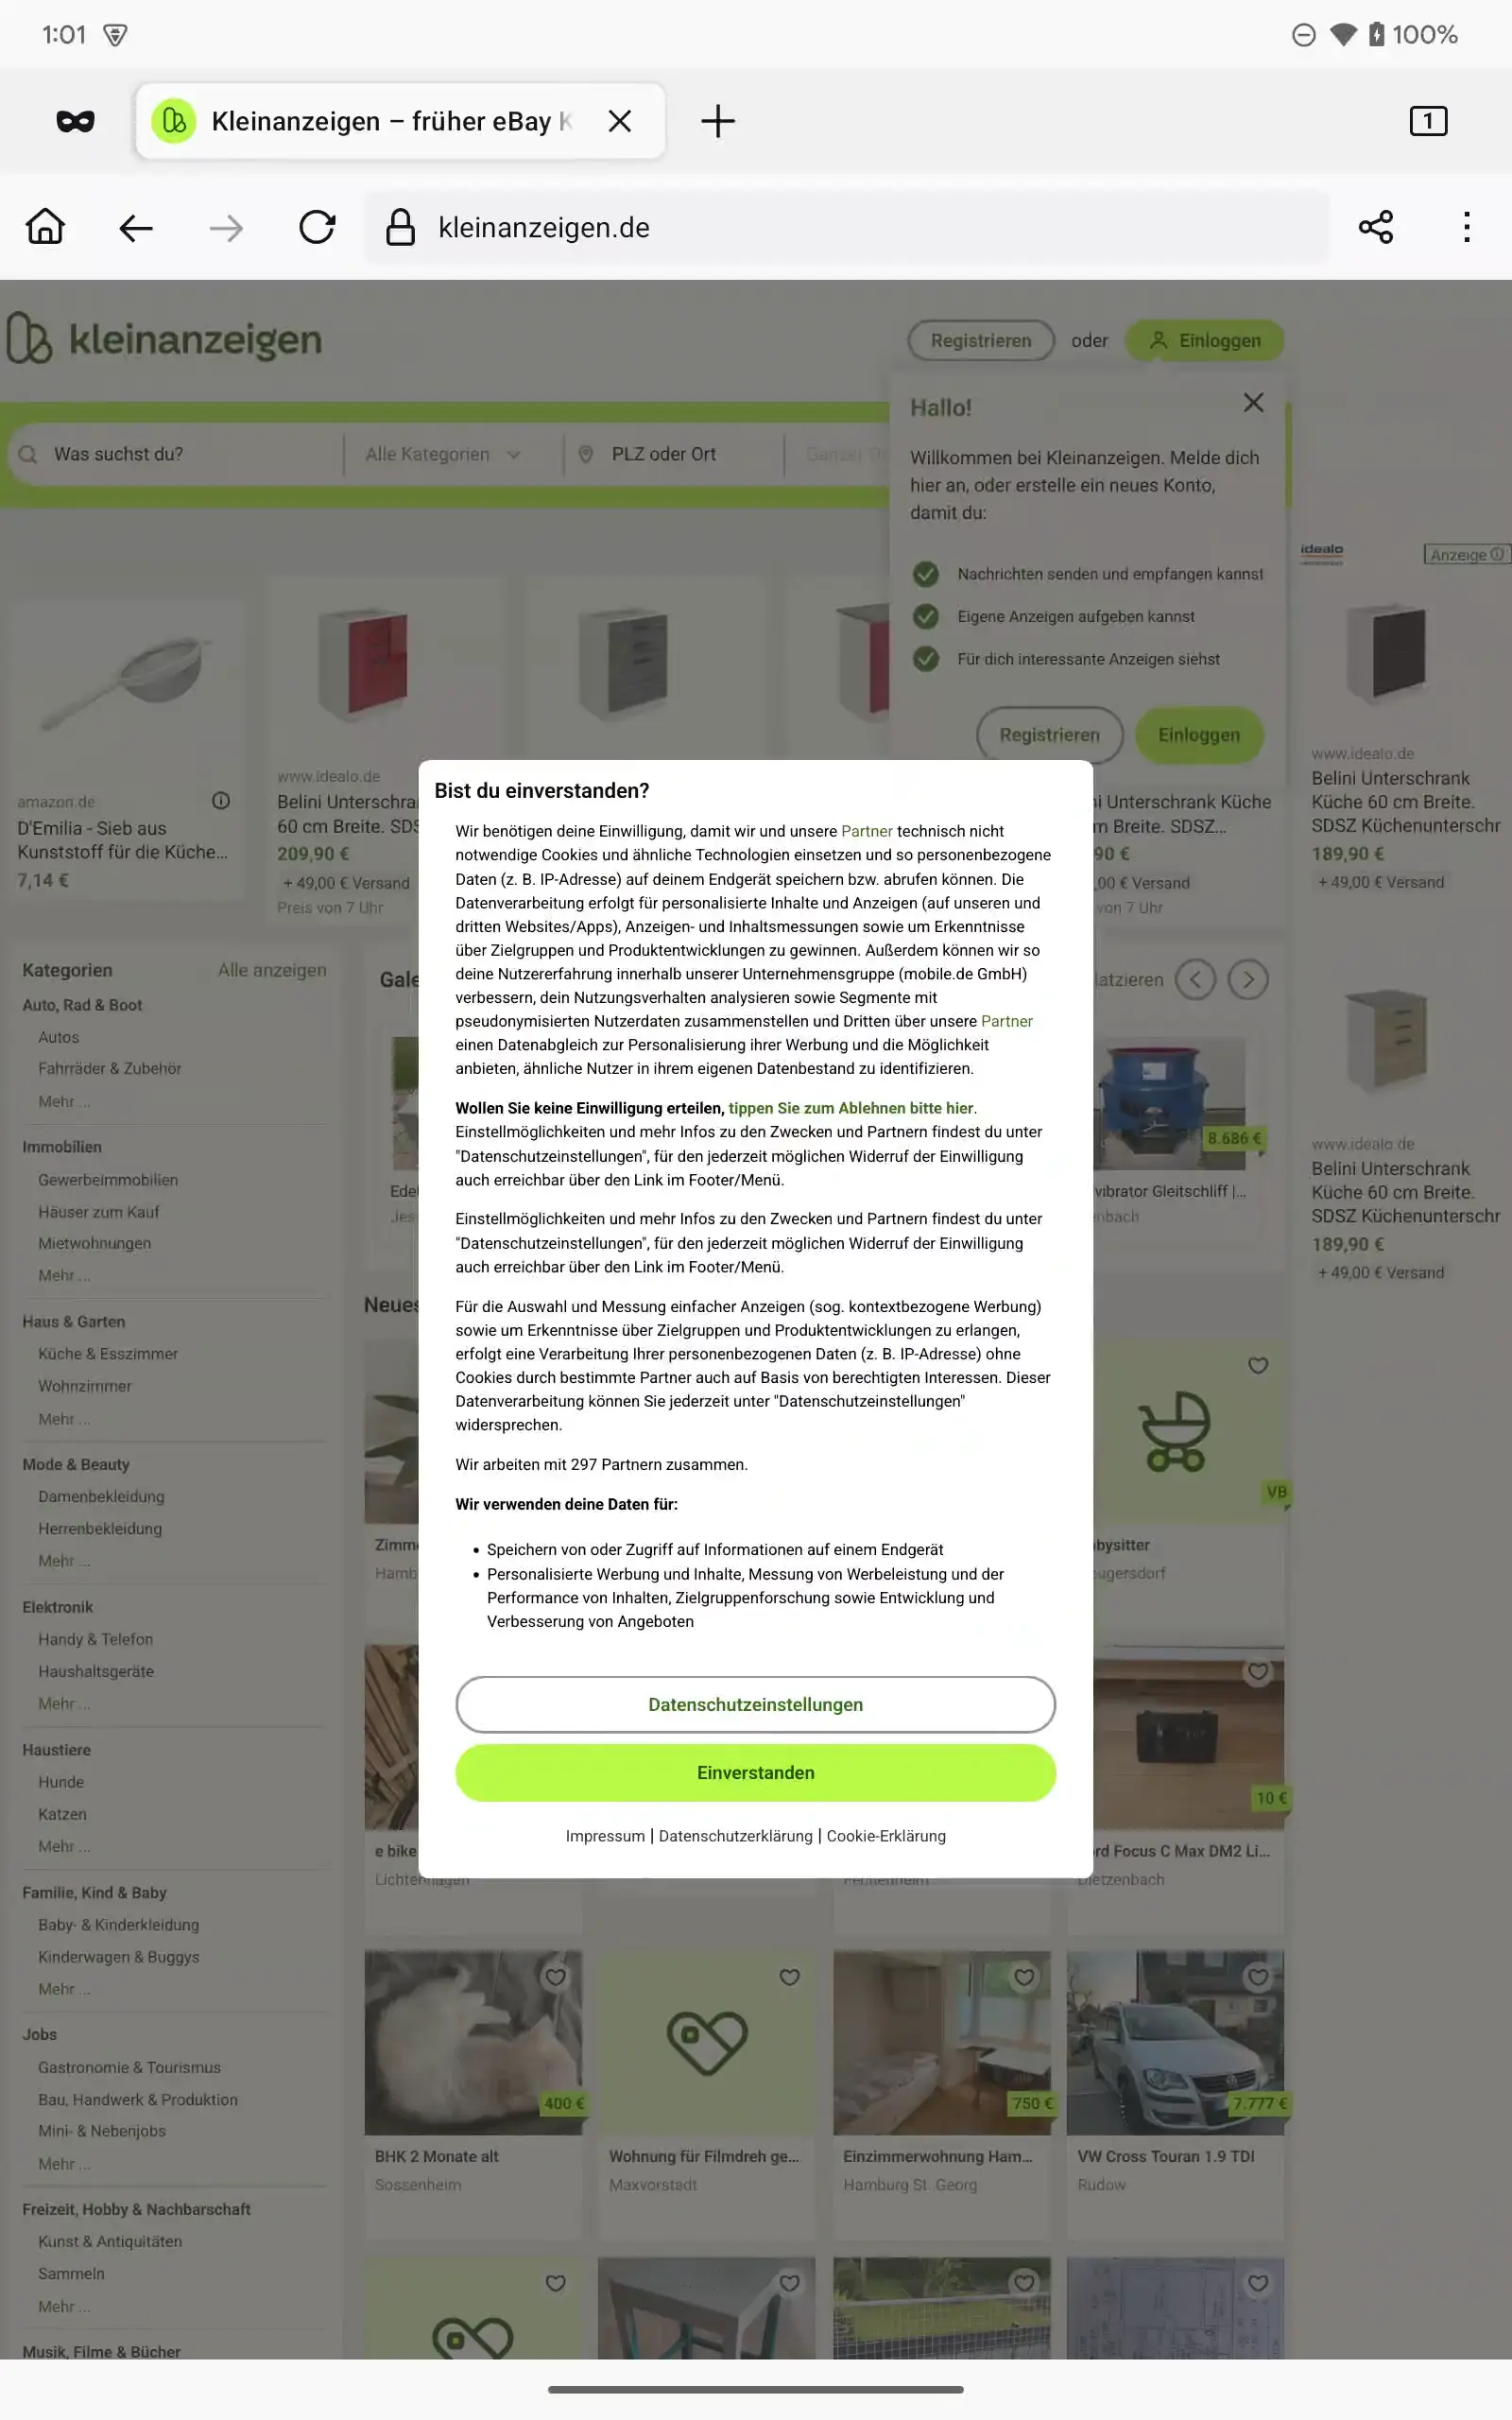 1:01
100%
Kleinanzeigen – früher eBay K
1
kleinanzeigen.de
kleinanzeigen
Registrieren oder Einloggen
Was suchst du?
Alle Kategorien
PLZ oder Ort
Ganzer
Hallo!
Willkommen bei Kleinanzeigen. Melde dich
hier an, oder erstelle ein neues Konto,
damit du:
Nachrichten senden und empfangen kannst
Eigene Anzeigen aufgeben kannst
Für dich interessante Anzeigen siehst
Registrieren
Einloggen
idealo
Anzeige
amazon.de
D'Emilia - Sieb aus
Kunststoff für die Küche...
7,14 €
www.idealo.de
Belini Unterschra
60 cm Breite. SDS
209,90 €
+ 49,00 € Versand
Preis von 7 Uhr
ni Unterschrank Küche
m Breite. SDSZ...
90 €
,00 € Versand
von 7 Uhr
www.idealo.de
Belini Unterschrank
Küche 60 cm Breite.
SDSZ Küchenunterschr
189,90 €
+ 49,00 € Versand
www.idealo.de
Belini Unterschrank
Küche 60 cm Breite.
SDSZ Küchenunterschr
189,90 €
+ 49,00 € Versand
Bist du einverstanden?
Wir benötigen deine Einwilligung, damit wir und unsere Partner technisch nicht
notwendige Cookies und ähnliche Technologien einsetzen und so personenbezogene
Daten (z. B. IP-Adresse) auf deinem Endgerät speichern bzw. abrufen können. Die
Datenverarbeitung erfolgt für personalisierte Inhalte und Anzeigen (auf unseren und
dritten Websites/Apps), Anzeigen- und Inhaltsmessungen sowie um Erkenntnisse
über Zielgruppen und Produktentwicklungen zu gewinnen. Außerdem können wir so
deine Nutzererfahrung innerhalb unserer Unternehmensgruppe (mobile.de GmbH)
verbessern, dein Nutzungsverhalten analysieren sowie Segmente mit
pseudonymisierten Nutzerdaten zusammenstellen und Dritten über unsere Partner
einen Datenabgleich zur Personalisierung ihrer Werbung und die Möglichkeit
anbieten, ähnliche Nutzer in ihrem eigenen Datenbestand zu identifizieren.
Wollen Sie keine Einwilligung erteilen, tippen Sie zum Ablehnen bitte hier.
Einstellmöglichkeiten und mehr Infos zu den Zwecken und Partnern findest du unter
"Datenschutzeinstellungen", für den jederzeit möglichen Widerruf der Einwilligung
auch erreichbar über den Link im Footer/Menü.
Einstellmöglichkeiten und mehr Infos zu den Zwecken und Partnern findest du unter
"Datenschutzeinstellungen", für den jederzeit möglichen Widerruf der Einwilligung
auch erreichbar über den Link im Footer/Menü.
Für die Auswahl und Messung einfacher Anzeigen (sog. kontextbezogene Werbung)
sowie um Erkenntnisse über Zielgruppen und Produktentwicklungen zu erlangen,
erfolgt eine Verarbeitung Ihrer personenbezogenen Daten (z. B. IP-Adresse) ohne
Cookies durch bestimmte Partner auch auf Basis von berechtigten Interessen. Dieser
Datenverarbeitung können Sie jederzeit unter "Datenschutzeinstellungen"
widersprechen.
Wir arbeiten mit 297 Partnern zusammen.
Wir verwenden deine Daten für:
• Speichern von oder Zugriff auf Informationen auf einem Endgerät
• Personalisierte Werbung und Inhalte, Messung von Werbeleistung und der
Performance von Inhalten, Zielgruppenforschung sowie Entwicklung und
Verbesserung von Angeboten
Datenschutzeinstellungen
Einverstanden
Impressum | Datenschutzerklärung | Cookie-Erklärung
Kategorien
Alle anzeigen
Auto, Rad & Boot
Autos
Fahrräder & Zubehör
Mehr ...
Immobilien
Gewerbeimmobilien
Häuser zum Kauf
Mietwohnungen
Mehr ...
Haus & Garten
Küche & Esszimmer
Wohnzimmer
Mehr ...
Mode & Beauty
Damenbekleidung
Herrenbekleidung
Mehr ...
Elektronik
Handy & Telefon
Haushaltsgeräte
Mehr ...
Haustiere
Hunde
Katzen
Mehr ...
Familie, Kind & Baby
Baby- & Kinderkleidung
Kinderwagen & Buggys
Mehr ...
Jobs
Gastronomie & Tourismus
Bau, Handwerk & Produktion
Mini- & Nebenjobs
Mehr ...
Freizeit, Hobby & Nachbarschaft
Kunst & Antiquitäten
Sammeln
Mehr ...
Musik, Filme & Bücher
Gale
latzieren
Edel
Jes
8.686 €
vibrator Gleitschliff |...
nbach
Neues
Zimme
Hamb
VB
bysitter
ugersdorf
e bike
Lichtenhagen
10 €
rd Focus C Max DM2 Li...
Dietzenbach
400 €
BHK 2 Monate alt
Sossenheim
Wohnung für Filmdreh ge...
Maxvorstadt
750 €
Einzimmerwohnung Ham...
Hamburg St. Georg
7.777 €
VW Cross Touran 1.9 TDI
Rudow